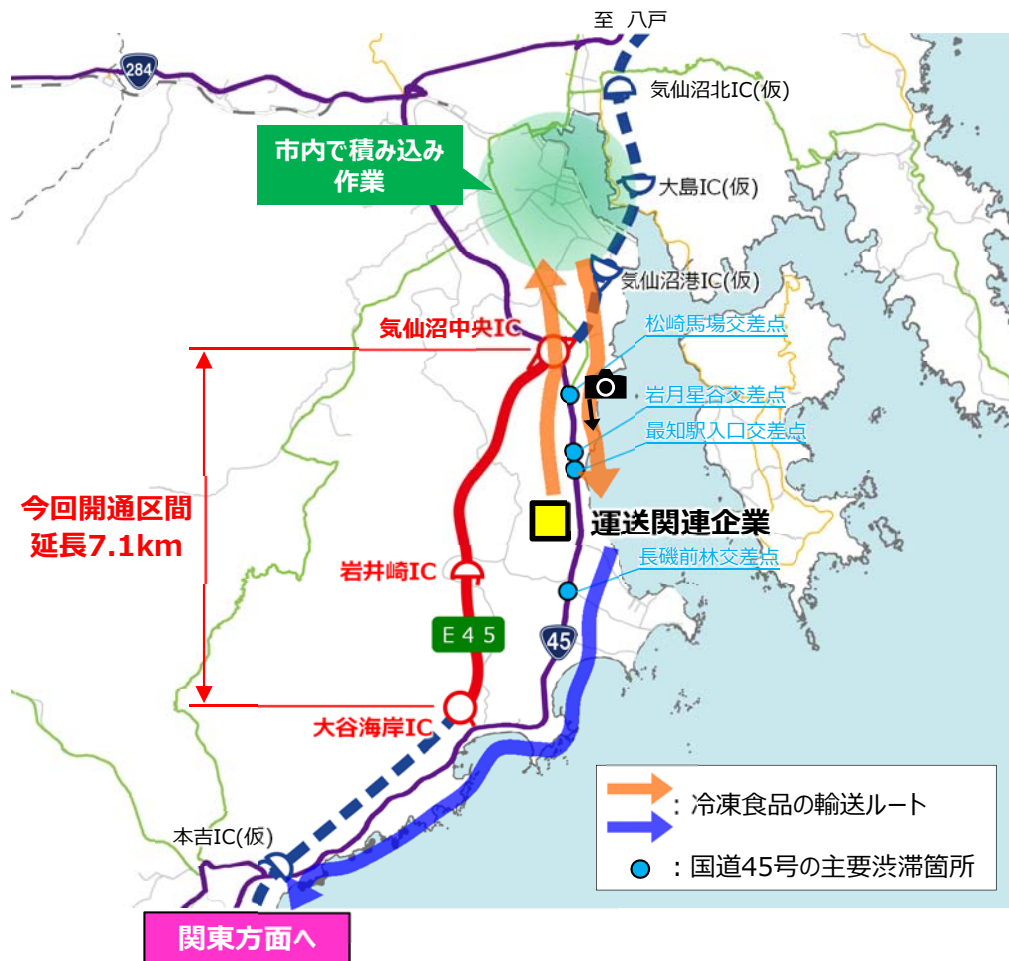 至 八戸
284
気仙沼北IC(仮)
市内で積み込み
作業
大島IC(仮)
気仙沼港IC(仮)
気仙沼中央IC
松崎馬場交差点
岩月星谷交差点
最知駅入口交差点
今回開通区間
延長7.1km
運送関連企業
長磯前林交差点
岩井崎IC
E45
45
大谷海岸IC
：冷凍食品の輸送ルート
本吉IC(仮)
：国道45号の主要渋滞箇所
関東方面へ